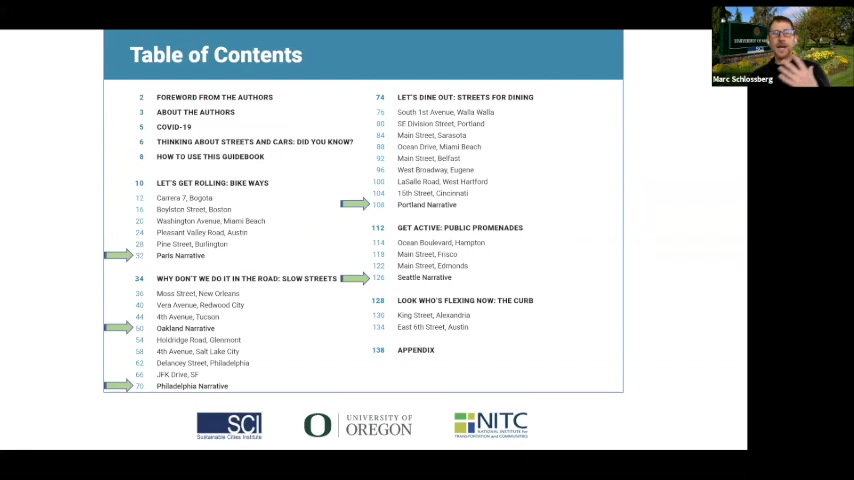 Table of Contents
2 FOREWORD FROM THE AUTHORS
3 ABOUT THE AUTHORS
5 COVID-19
6 THINKING ABOUT STREETS AND CARS: DID YOU KNOW?
8 HOW TO USE THIS GUIDEBOOK
10 LET'S GET ROLLING: BIKE WAYS
12 Carrera 7, Bogota
16 Boylston Street, Boston
20 Washington Avenue, Miami Beach
24 Pleasant Valley Road, Austin
28 Pine Street, Burlington
32 Paris Narrative
34 WHY DON'T WE DO IT IN THE ROAD: SLOW STREETS
36 Moss Street, New Orleans
40 Vera Avenue, Redwood City
44 4th Avenue, Tucson
50 Oakland Narrative
54 Holdridge Road, Glenmont
58 4th Avenue, Salt Lake City
62 Delancey Street, Philadelphia
66 JFK Drive, SF
70 Philadelphia Narrative
74 LET'S DINE OUT: STREETS FOR DINING
76 South 1st Avenue, Walla Walla
80 SE Division Street, Portland
84 Main Street, Sarasota
88 Ocean Drive, Miami Beach
92 Main Street, Belfast
96 West Broadway, Eugene
100 LaSalle Road, West Hartford
104 15th Street, Cincinnati
108 Portland Narrative
112 GET ACTIVE: PUBLIC PROMENADES
114 Ocean Boulevard, Hampton
118 Main Street, Frisco
122 Main Street, Edmonds
126 Seattle Narrative
128 LOOK WHO'S FLEXING NOW: THE CURB
130 King Street, Alexandria
134 East 6th Street, Austin
138 APPENDIX
Marc Schlossberg
SCI
Sustainable Cities Institute
O
UNIVERSITY OF
OREGON
NITC
NATIONAL INSTITUTE for
TRANSPORTATION and COMMUNITIES